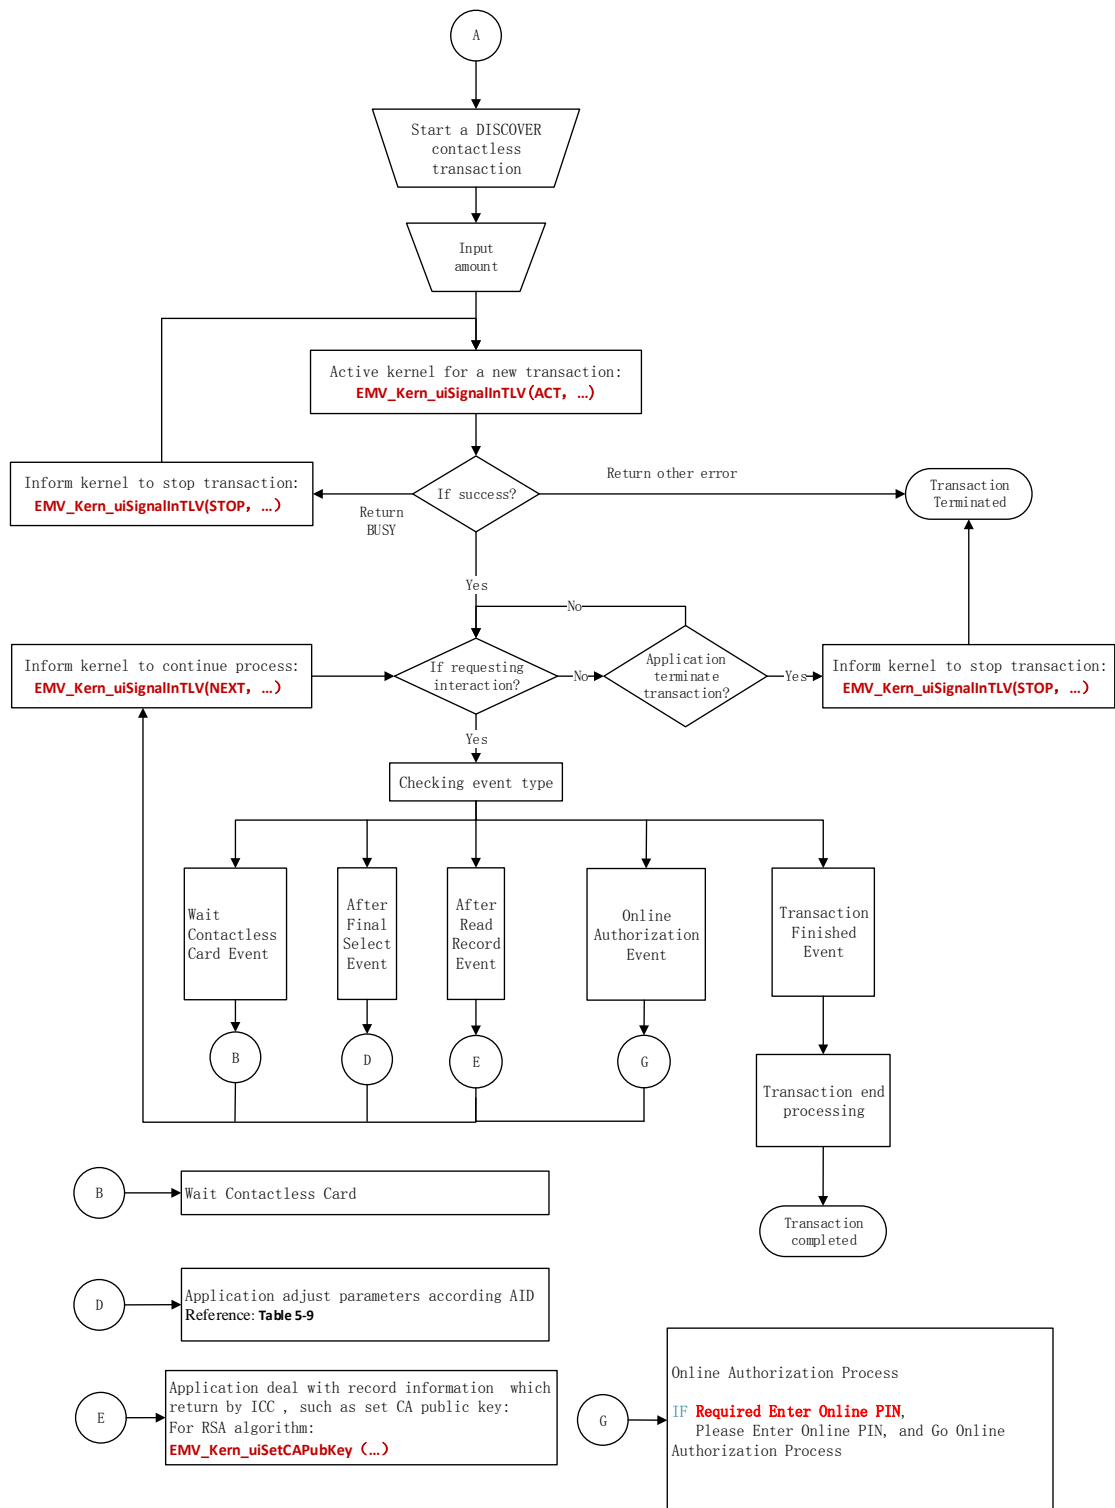 A
Start a DISCOVER
contactless
transaction
Input
amount
Active kernel for a new transaction:
EMV_Kern_uiSignalInTLV(ACT, …)
Inform kernel to stop transaction:
EMV_Kern_uiSignalInTLV(STOP, …)
If success?
Return other error
Return
BUSY
Transaction
Terminated
Yes
No
Inform kernel to continue process:
EMV_Kern_uiSignalInTLV(NEXT, …)
If requesting
interaction?
No
Application
terminate
transaction?
Yes
Inform kernel to stop transaction:
EMV_Kern_uiSignalInTLV(STOP, …)
Yes
Checking event type
Wait
Contactless
Card Event
After
Final
Select
Event
After
Read
Record
Event
Online
Authorization
Event
Transaction
Finished
Event
B
D
E
G
Transaction end
processing
Transaction
completed
B
Wait Contactless Card
D
Application adjust parameters according AID
Reference: Table 5-9
E
Application deal with record information which
return by ICC , such as set CA public key:
For RSA algorithm:
EMV_Kern_uiSetCAPubKey (…)
G
Online Authorization Process
IF Required Enter Online PIN,
Please Enter Online PIN, and Go Online
Authorization Process